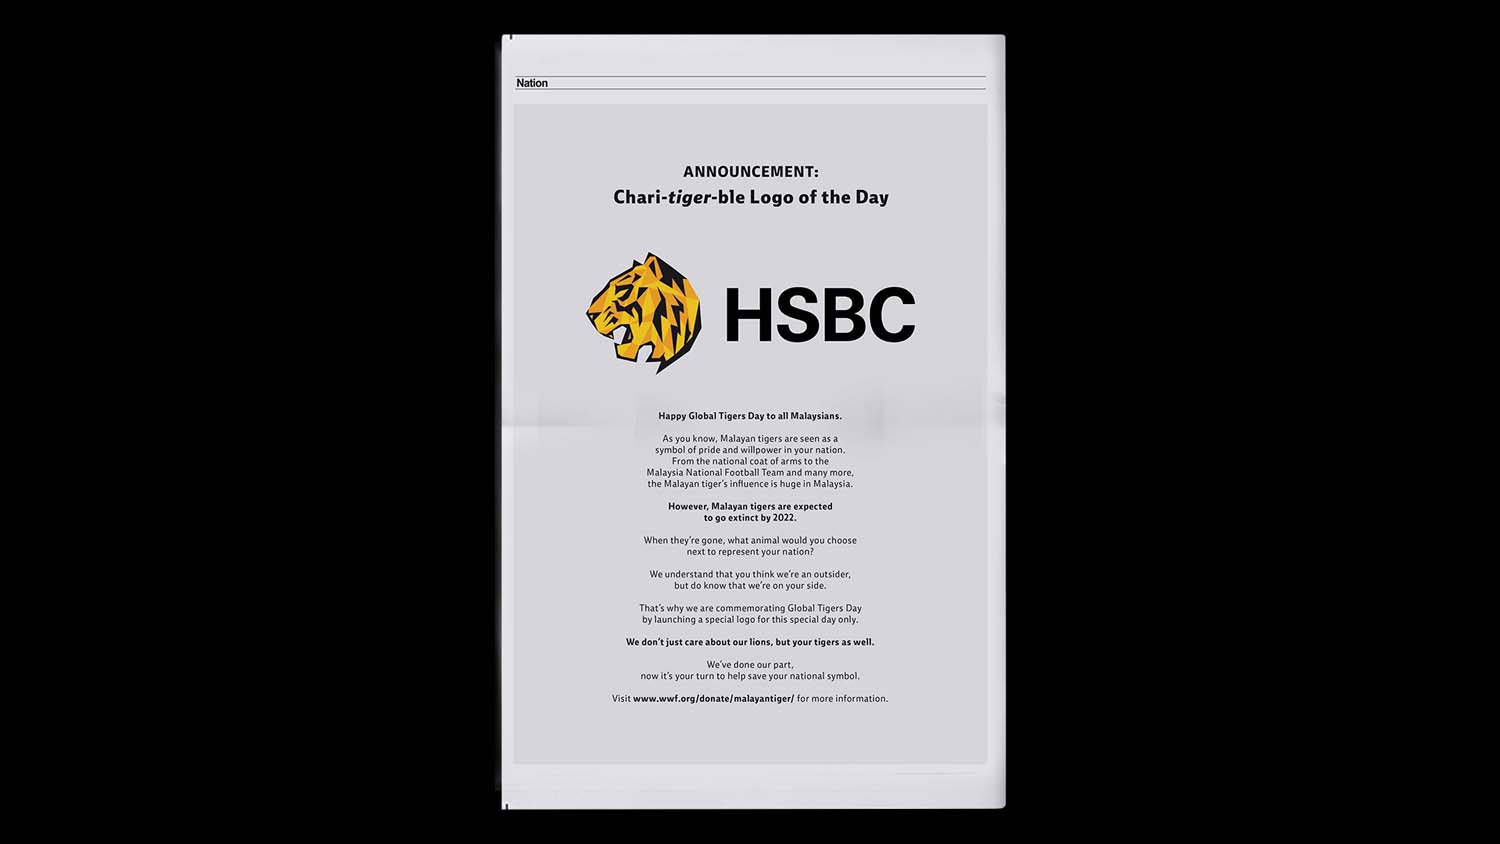 Nation
ANNOUNCEMENT:
Chari-tiger-ble Logo of the Day
HSBC
Happy Global Tigers Day to all Malaysians.
As you know, Malayan tigers are seen as a
symbol of pride and willpower in your nation.
From the national coat of arms to the
Malaysia National Football Team and many more,
the Malayan tiger's influence is huge in Malaysia.
However, Malayan tigers are expected
to go extinct by 2022.
When they're gone, what animal would you choose
next to represent your nation?
We understand that you think we're an outsider,
but do know that we're on your side.
That's why we are commemorating Global Tigers Day
by launching a special logo for this special day only.
We don't just care about our lions, but your tigers as well.
We've done our part,
now it's your turn to help save your national symbol.
Visit www.wwf.org/donate/malayantiger/ for more information.